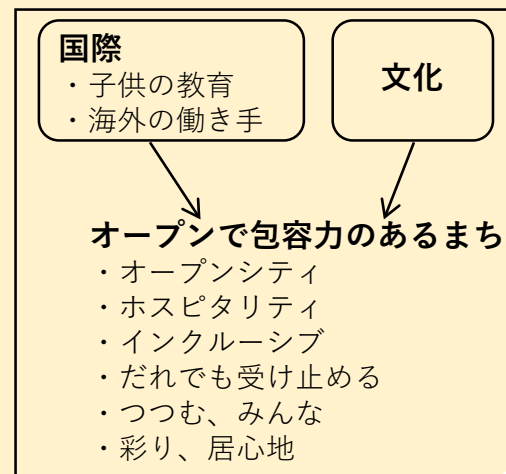 国際
・子供の教育
・海外の働き手
文化
オープンで包容力のあるまち
・オープンシティ
・ホスピタリティ
・インクルーシブ
・だれでも受け止める
・つつむ、みんな
・彩り、居心地